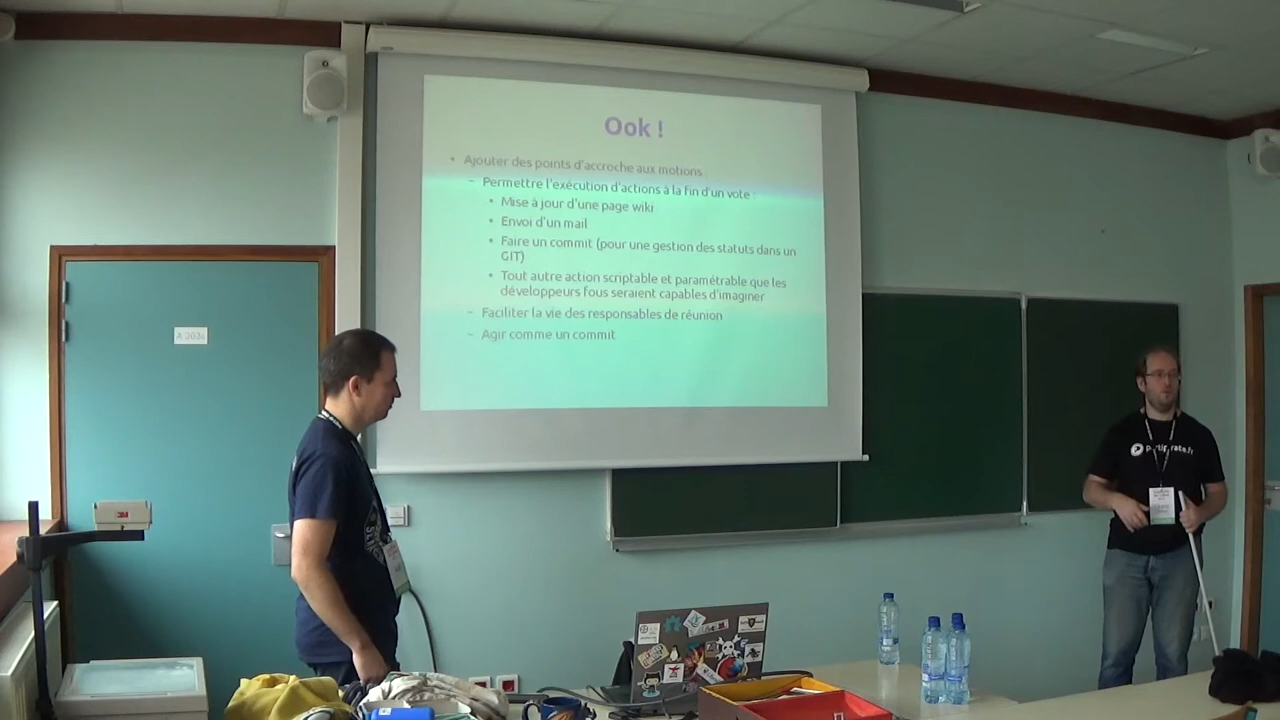 Ook !
• Ajouter des points d'accroche aux motions :
– Permettre l'exécution d'actions à la fin d'un vote :
• Mise à jour d'une page wiki
• Envoi d'un mail
• Faire un commit (pour une gestion des statuts dans un
GIT)
• Tout autre action scriptable et paramétrable que les
développeurs fous seraient capables d'imaginer
– Faciliter la vie des responsables de réunion
– Agir comme un commit